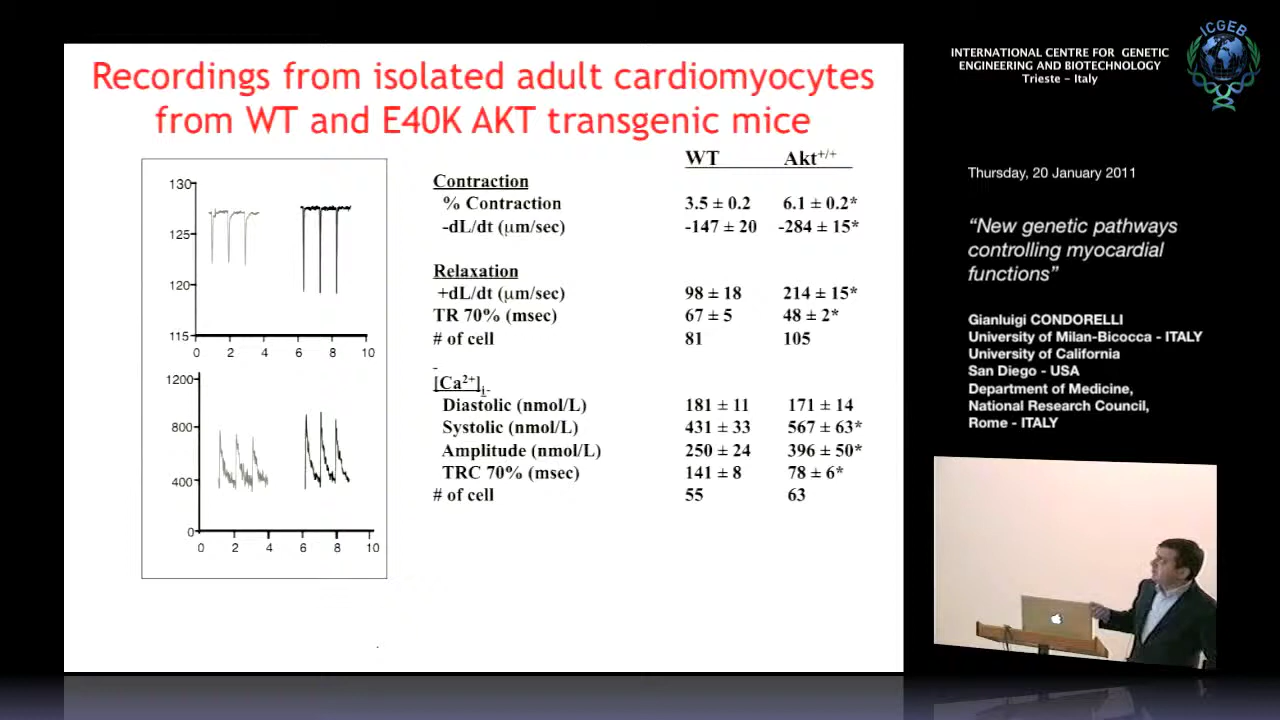 Recordings from isolated adult cardiomyocytes
from WT and E40K AKT transgenic mice
WT Akt+/+
Contraction
% Contraction 3.5 ± 0.2 6.1 ± 0.2*
-dL/dt (μm/sec) -147 ± 20 -284 ± 15*
Relaxation
+dL/dt (μm/sec) 98 ± 18 214 ± 15*
TR 70% (msec) 67 ± 5 48 ± 2*
# of cell 81 105
[Ca2+]i
Diastolic (nmol/L) 181 ± 11 171 ± 14
Systolic (nmol/L) 431 ± 33 567 ± 63*
Amplitude (nmol/L) 250 ± 24 396 ± 50*
TRC 70% (msec) 141 ± 8 78 ± 6*
# of cell 55 63
130
125
120
115
0 2 4 6 8 10
1200
800
400
0
0 2 4 6 8 10
INTERNATIONAL CENTRE FOR GENETIC
ENGINEERING AND BIOTECHNOLOGY
Trieste – Italy
ICGEB
Thursday, 20 January 2011
“New genetic pathways
controlling myocardial
functions”
Gianluigi CONDORELLI
University of Milan-Bicocca - ITALY
University of California
San Diego - USA
Department of Medicine,
National Research Council,
Rome - ITALY